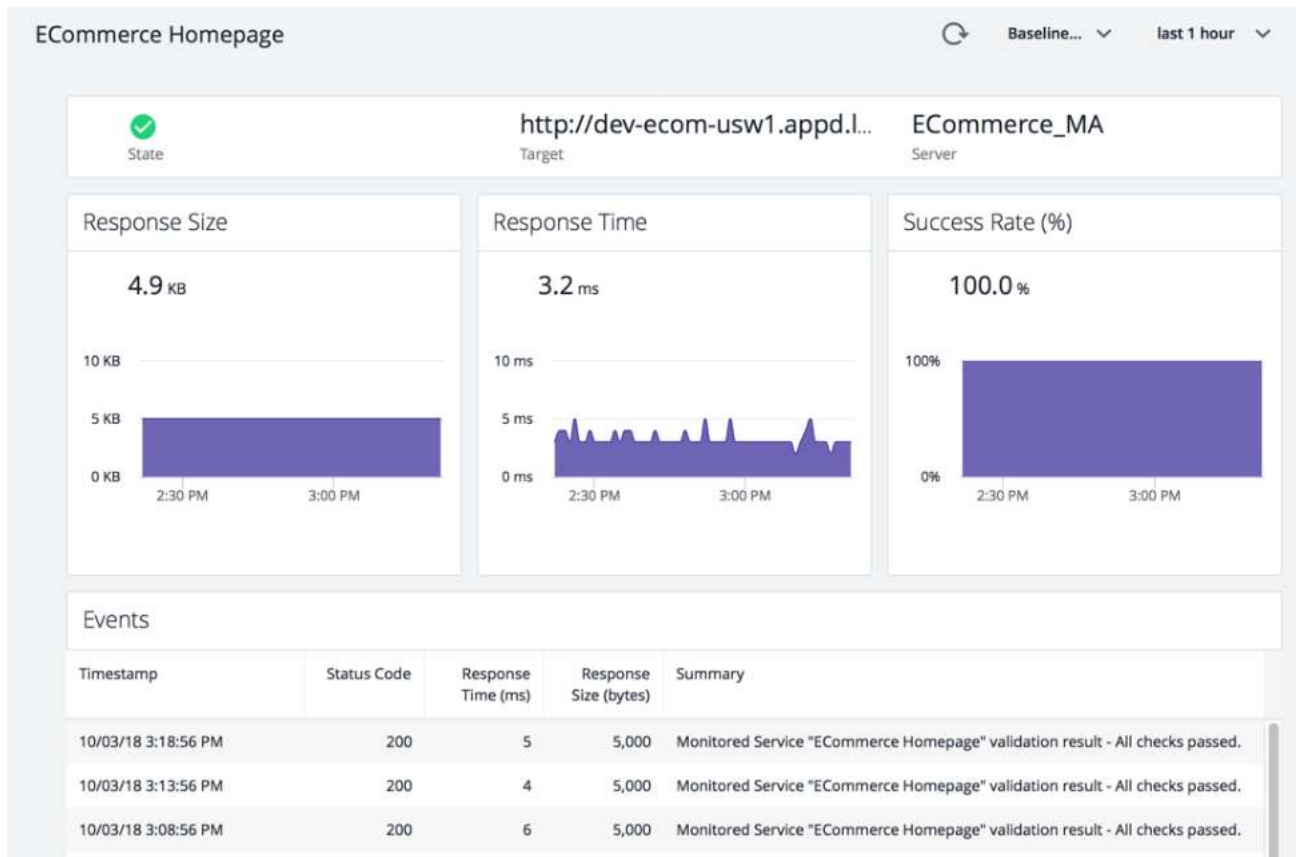 ECommerce Homepage
Baseline... last 1 hour
http://dev-ecom-usw1.appd.l... ECommerce_MA
State Target Server
Response Size Response Time Success Rate (%)
4.9 KB 3.2 ms 100.0 %
10 KB 10 ms 100%
5 KB 5 ms
0 KB 0 ms 0%
2:30 PM 3:00 PM 2:30 PM 3:00 PM 2:30 PM 3:00 PM
Events
Timestamp Status Code Response Response Summary
Time (ms) Size (bytes)
10/03/18 3:18:56 PM 200 5 5,000 Monitored Service "ECommerce Homepage" validation result - All checks passed.
10/03/18 3:13:56 PM 200 4 5,000 Monitored Service "ECommerce Homepage" validation result - All checks passed.
10/03/18 3:08:56 PM 200 6 5,000 Monitored Service "ECommerce Homepage" validation result - All checks passed.